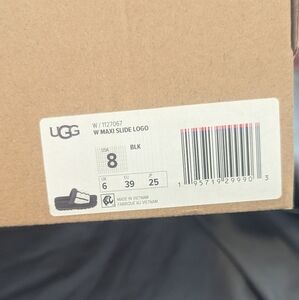 UGG
W / 1127067
W MAXI SLIDE LOGO
USA
8
BLK
UK EU JP
6 39 25
MADE IN VIETNAM
FABRIQUÉ AU VIETNAM
1 95719 29990 3